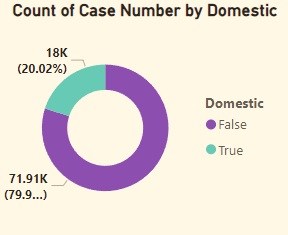 Count of Case Number by Domestic
18K
(20.02%)
Domestic
False
True
71.91K
(79.9...)